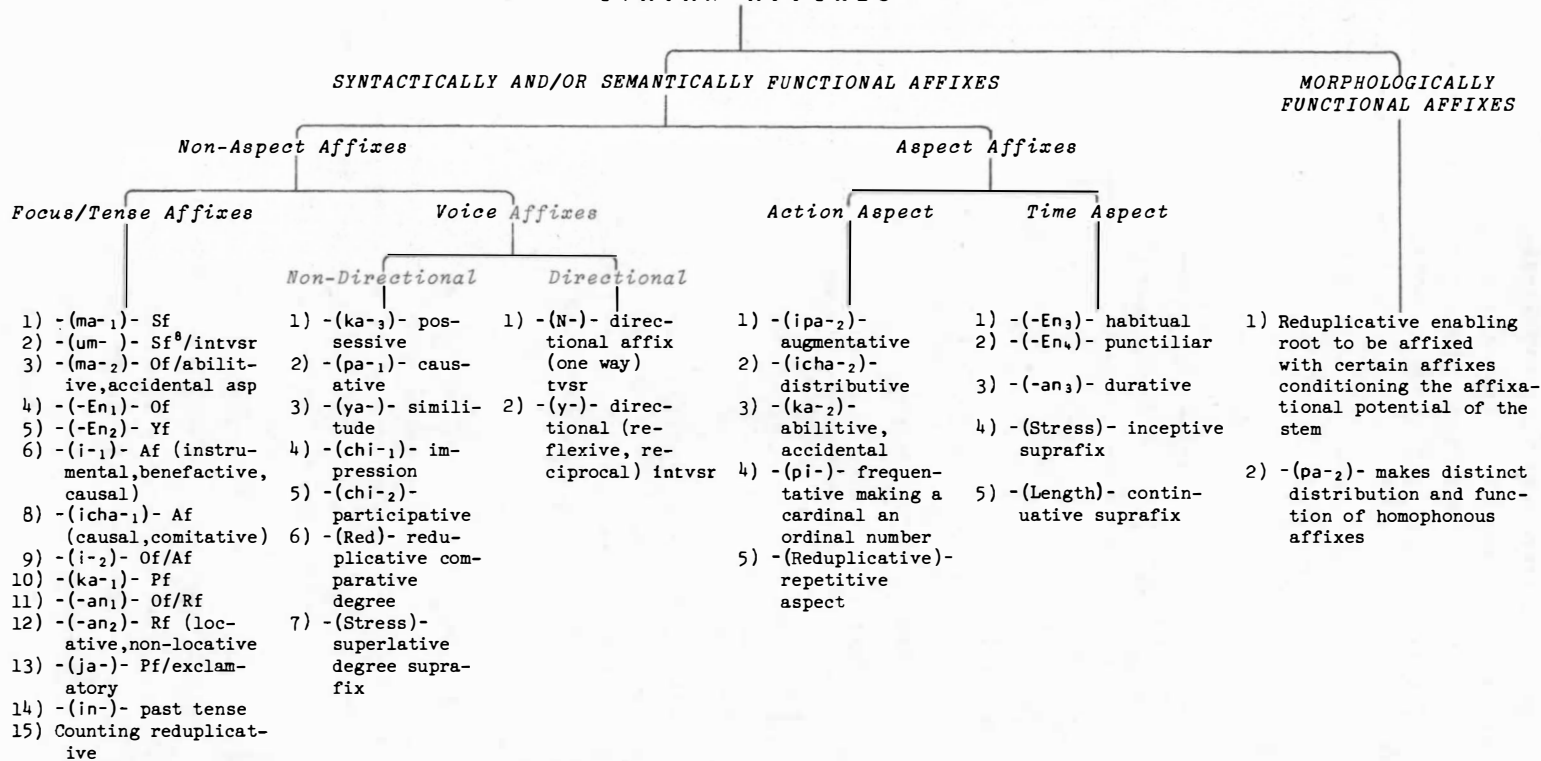 SYNTACTICALLY AND/OR SEMANTICALLY FUNCTIONAL AFFIXES
MORPHOLOGICALLY
FUNCTIONAL AFFIXES
Non-Aspect Affixes
Aspect Affixes
Focus/Tense Affixes
Voice Affixes
Action Aspect
Time Aspect
Non-Directional
Directional
1) -(ma-₁)- Sf
2) -(um- )- Sf⁸/intvsr
3) -(ma-₂)- Of/abilit-
ive,accidental asp
4) -(-En₁)- Of
5) -(-En₂)- Yf
6) -(i-₁)- Af (instru-
mental,benefactive,
causal)
8) -(icha-₁)- Af
(causal,comitative)
9) -(i-₂)- Of/Af
10) -(ka-₁)- Pf
11) -(-an₁)- Of/Rf
12) -(-an₂)- Rf (loc-
ative,non-locative
13) -(ja-)- Pf/exclam-
atory
14) -(in-)- past tense
15) Counting reduplicat-
ive
1) -(ka-₃)- pos-
sessive
2) -(pa-₁)- caus-
ative
3) -(ya-)- simili-
tude
4) -(chi-₁)- im-
pression
5) -(chi-₂)-
participative
6) -(Red)- redu-
plicative com-
parative
degree
7) -(Stress)-
superlative
degree supra-
fix
1) -(N-)- direc-
tional affix
(one way)
tvsr
2) -(y-)- direc-
tional (re-
flexive, re-
ciprocal) intvsr
1) -(ipa-₂)-
augmentative
2) -(icha-₂)-
distributive
3) -(ka-₂)-
abilitive,
accidental
4) -(pi-)- frequen-
tative making a
cardinal an
ordinal number
5) -(Reduplicative)-
repetitive
aspect
1) -(-En₃)- habitual
2) -(-En₄)- punctiliar
3) -(-an₃)- durative
4) -(Stress)- inceptive
suprafix
5) -(Length)- contin-
uative suprafix
1) Reduplicative enabling
root to be affixed
with certain affixes
conditioning the affixa-
tional potential of the
stem
2) -(pa-₂)- makes distinct
distribution and func-
tion of homophonous
affixes